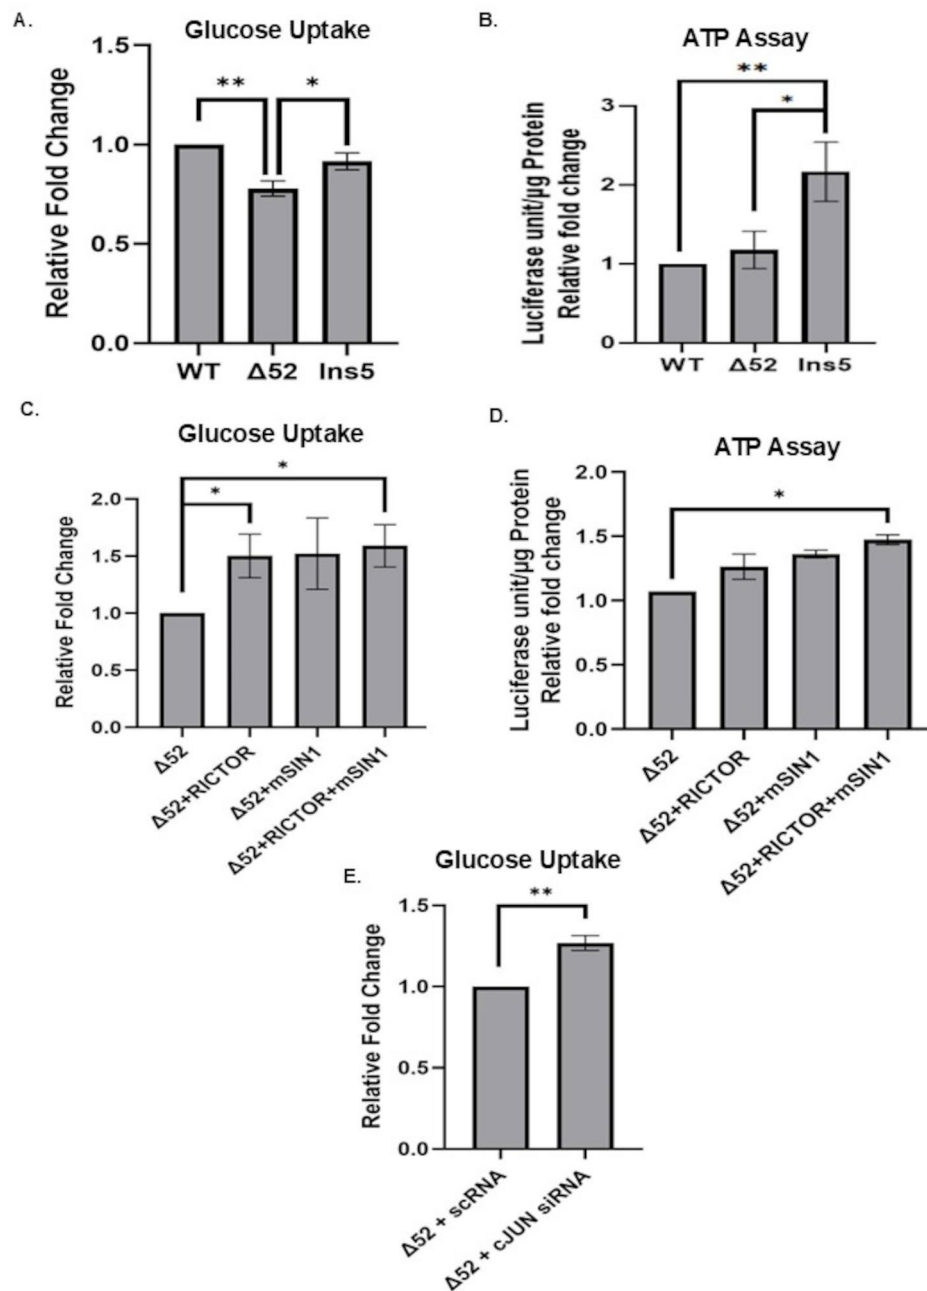 A.
Glucose Uptake
Relative Fold Change
1.5
1.0
0.5
0.0
**
*
WT Δ52 Ins5
B.
ATP Assay
Luciferase unit/µg Protein
Relative fold change
3
2
1
0
**
*
WT Δ52 Ins5
C.
Glucose Uptake
Relative Fold Change
2.0
1.5
1.0
0.5
0.0
*
*
Δ52
Δ52+RICTOR
Δ52+mSIN1
Δ52+RICTOR+mSIN1
D.
ATP Assay
Luciferase unit/µg Protein
Relative fold change
2.0
1.5
1.0
0.5
0.0
*
Δ52
Δ52+RICTOR
Δ52+mSIN1
Δ52+RICTOR+mSIN1
E.
Glucose Uptake
Relative Fold Change
1.5
1.0
0.5
0.0
**
Δ52 + scRNA
Δ52 + cJUN siRNA